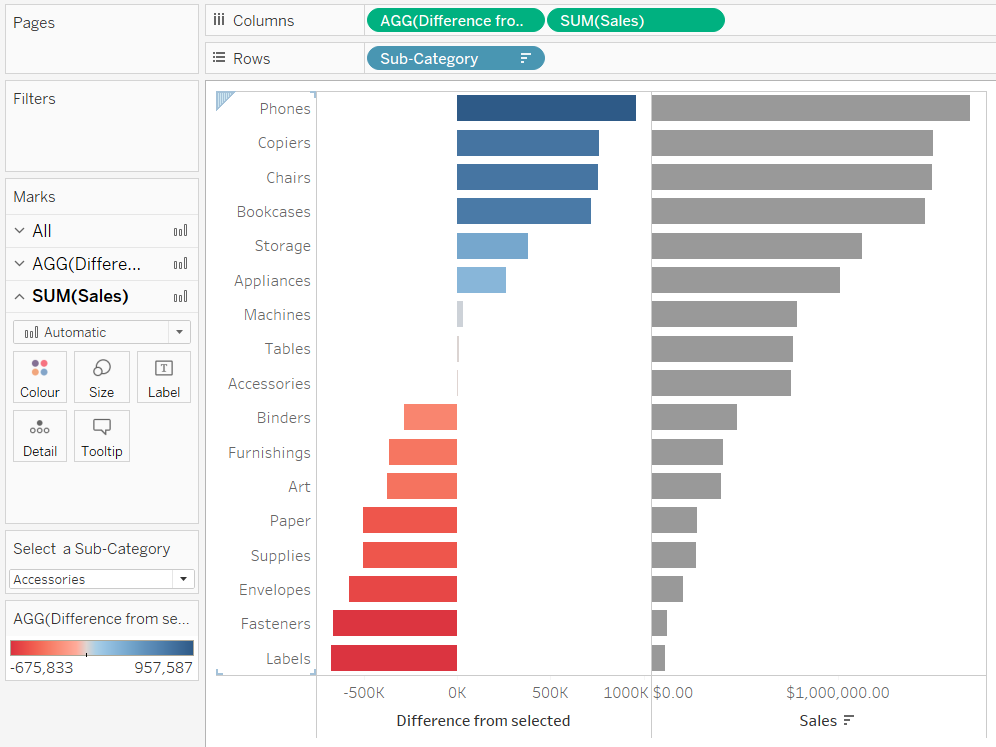 Pages
Columns
AGG(Difference fro..
SUM(Sales)
Rows
Sub-Category
Filters
Marks
All
AGG(Differe...
SUM(Sales)
Automatic
Colour
Size
Label
Detail
Tooltip
Select a Sub-Category
Accessories
AGG(Difference from se...
-675,833
957,587
Phones
Copiers
Chairs
Bookcases
Storage
Appliances
Machines
Tables
Accessories
Binders
Furnishings
Art
Paper
Supplies
Envelopes
Fasteners
Labels
-500K 0K 500K 1000K $0.00 $1,000,000.00
Difference from selected
Sales